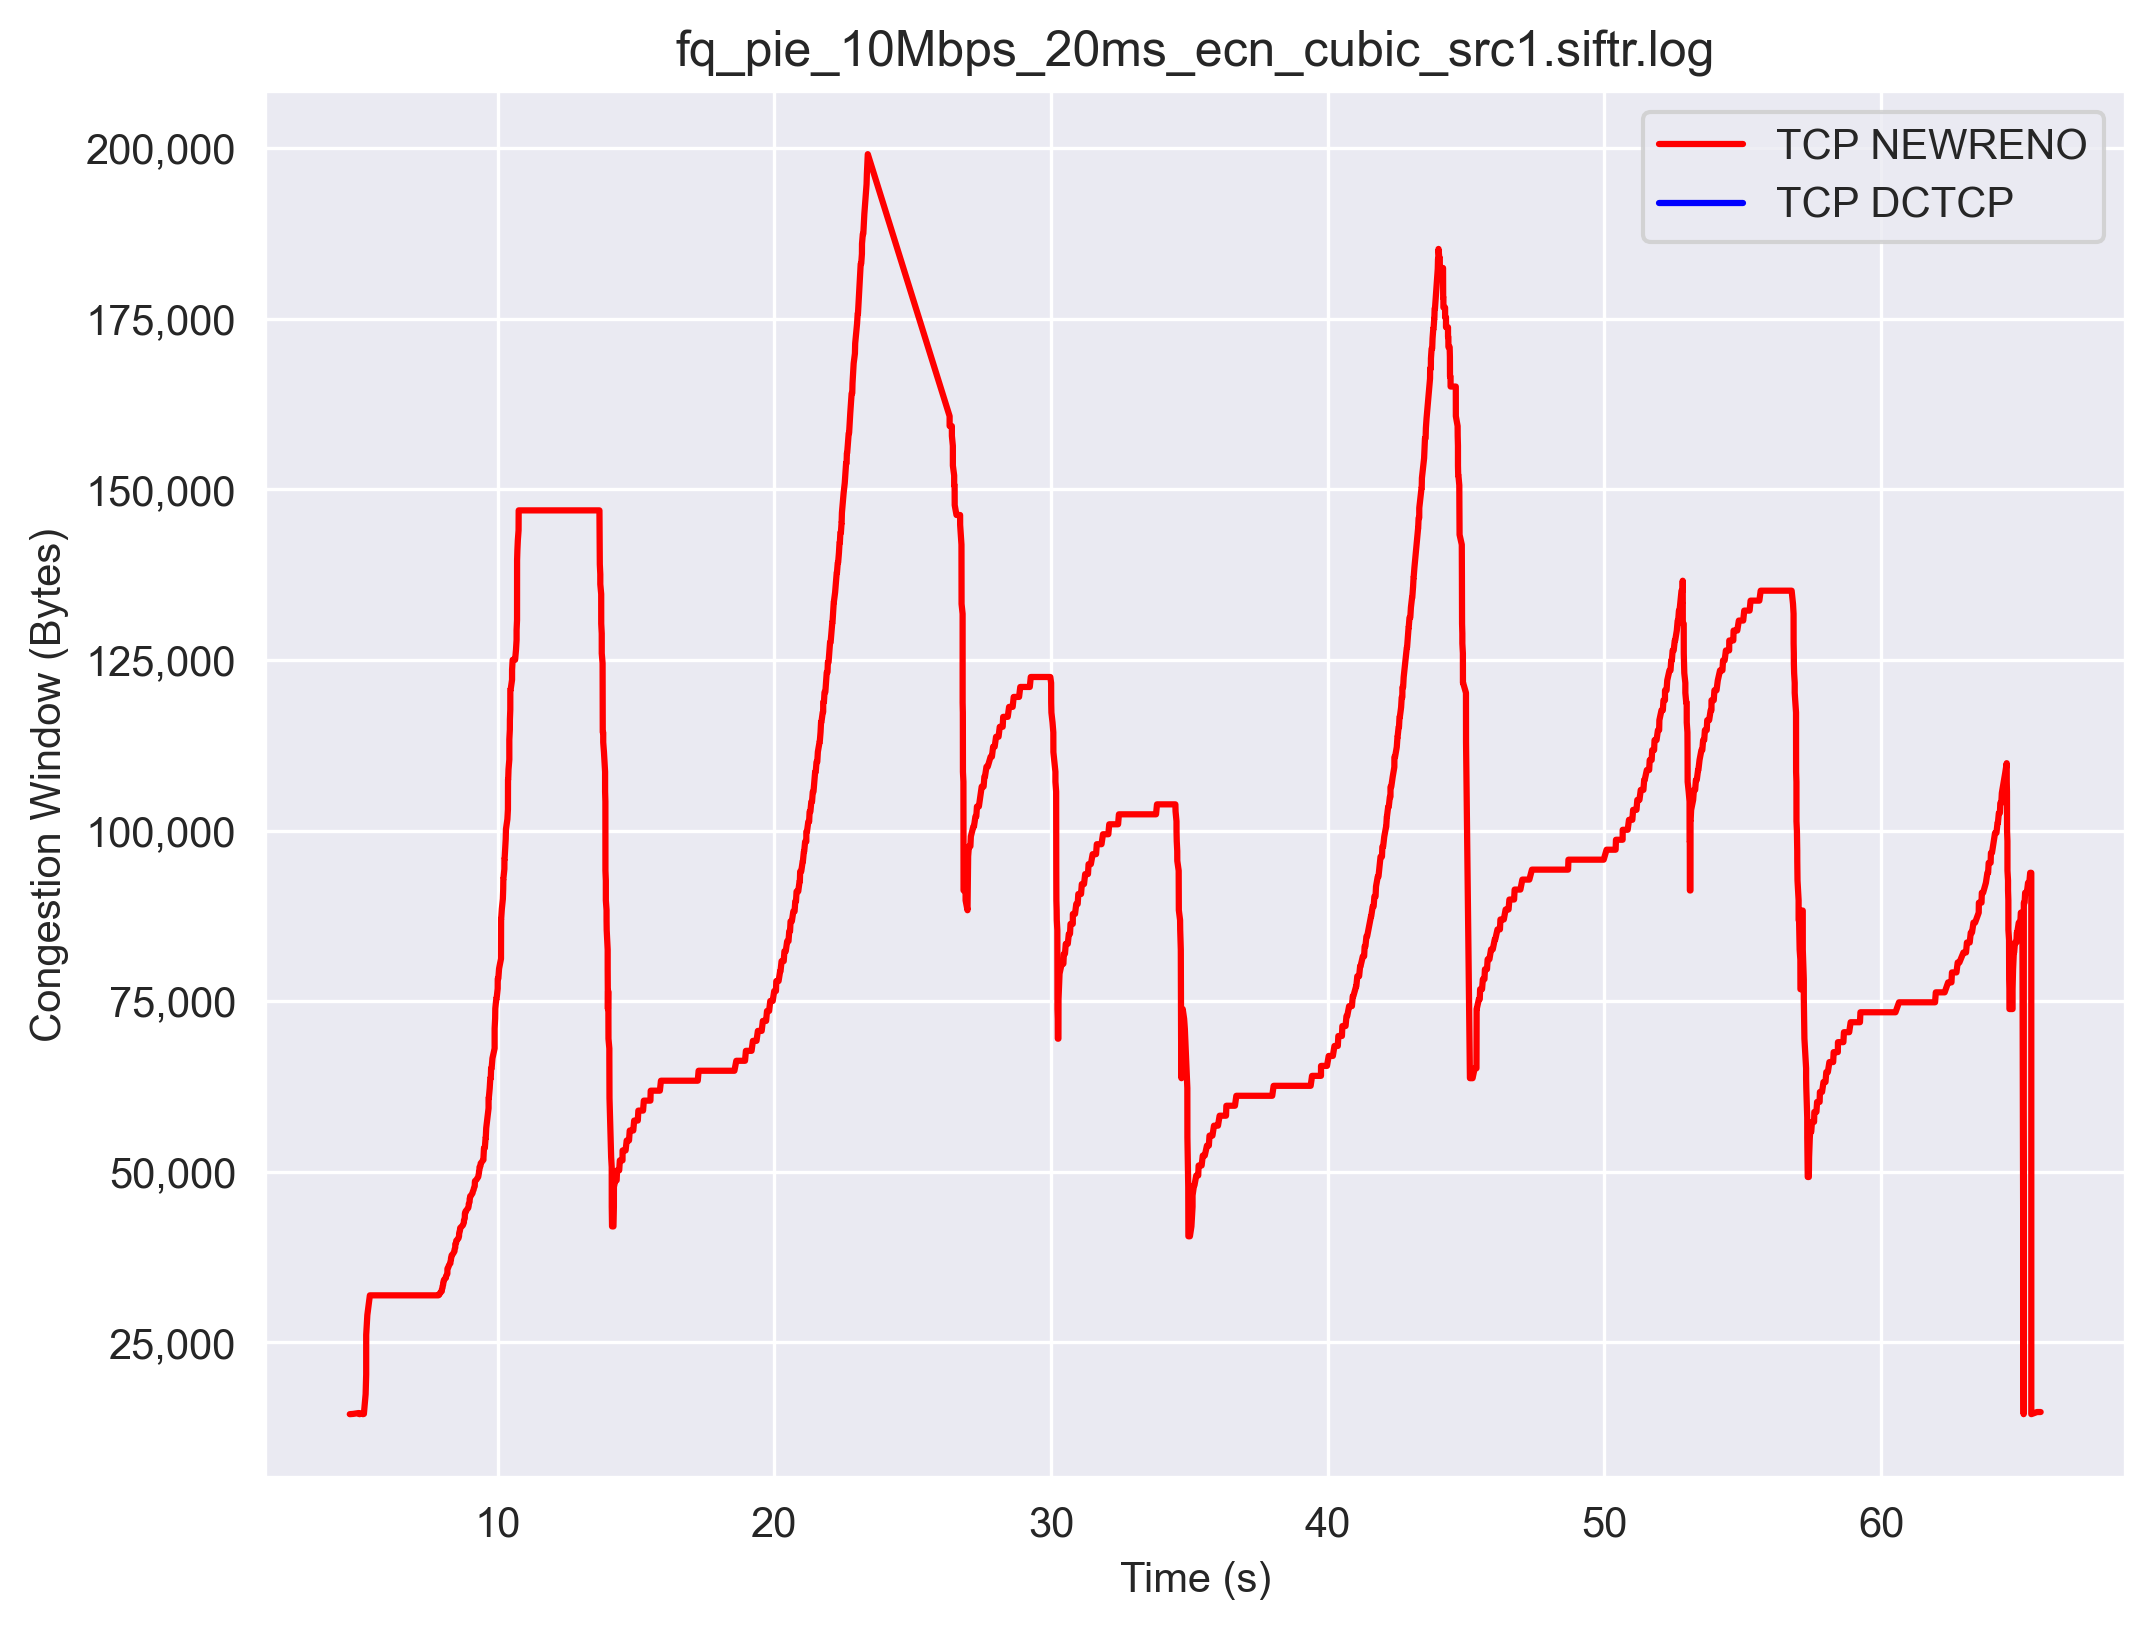 fq_pie_10Mbps_20ms_ecn_cubic_src1.siftr.log
TCP NEWRENO
TCP DCTCP
Congestion Window (Bytes)
200,000
175,000
150,000
125,000
100,000
75,000
50,000
25,000
10 20 30 40 50 60
Time (s)